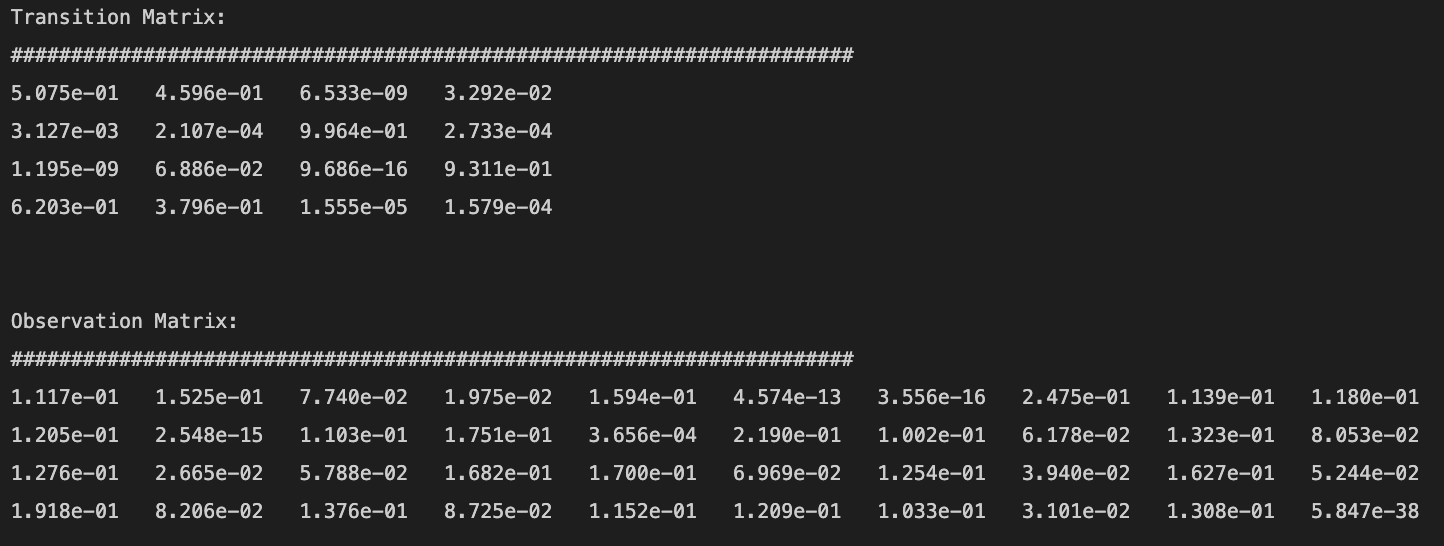 Transition Matrix:
######################################################################
5.075e-01   4.596e-01   6.533e-09   3.292e-02
3.127e-03   2.107e-04   9.964e-01   2.733e-04
1.195e-09   6.886e-02   9.686e-16   9.311e-01
6.203e-01   3.796e-01   1.555e-05   1.579e-04
Observation Matrix:
######################################################################
1.117e-01   1.525e-01   7.740e-02   1.975e-02   1.594e-01   4.574e-13   3.556e-16   2.475e-01   1.139e-01   1.180e-01
1.205e-01   2.548e-15   1.103e-01   1.751e-01   3.656e-04   2.190e-01   1.002e-01   6.178e-02   1.323e-01   8.053e-02
1.276e-01   2.665e-02   5.788e-02   1.682e-01   1.700e-01   6.969e-02   1.254e-01   3.940e-02   1.627e-01   5.244e-02
1.918e-01   8.206e-02   1.376e-01   8.725e-02   1.152e-01   1.209e-01   1.033e-01   3.101e-02   1.308e-01   5.847e-38